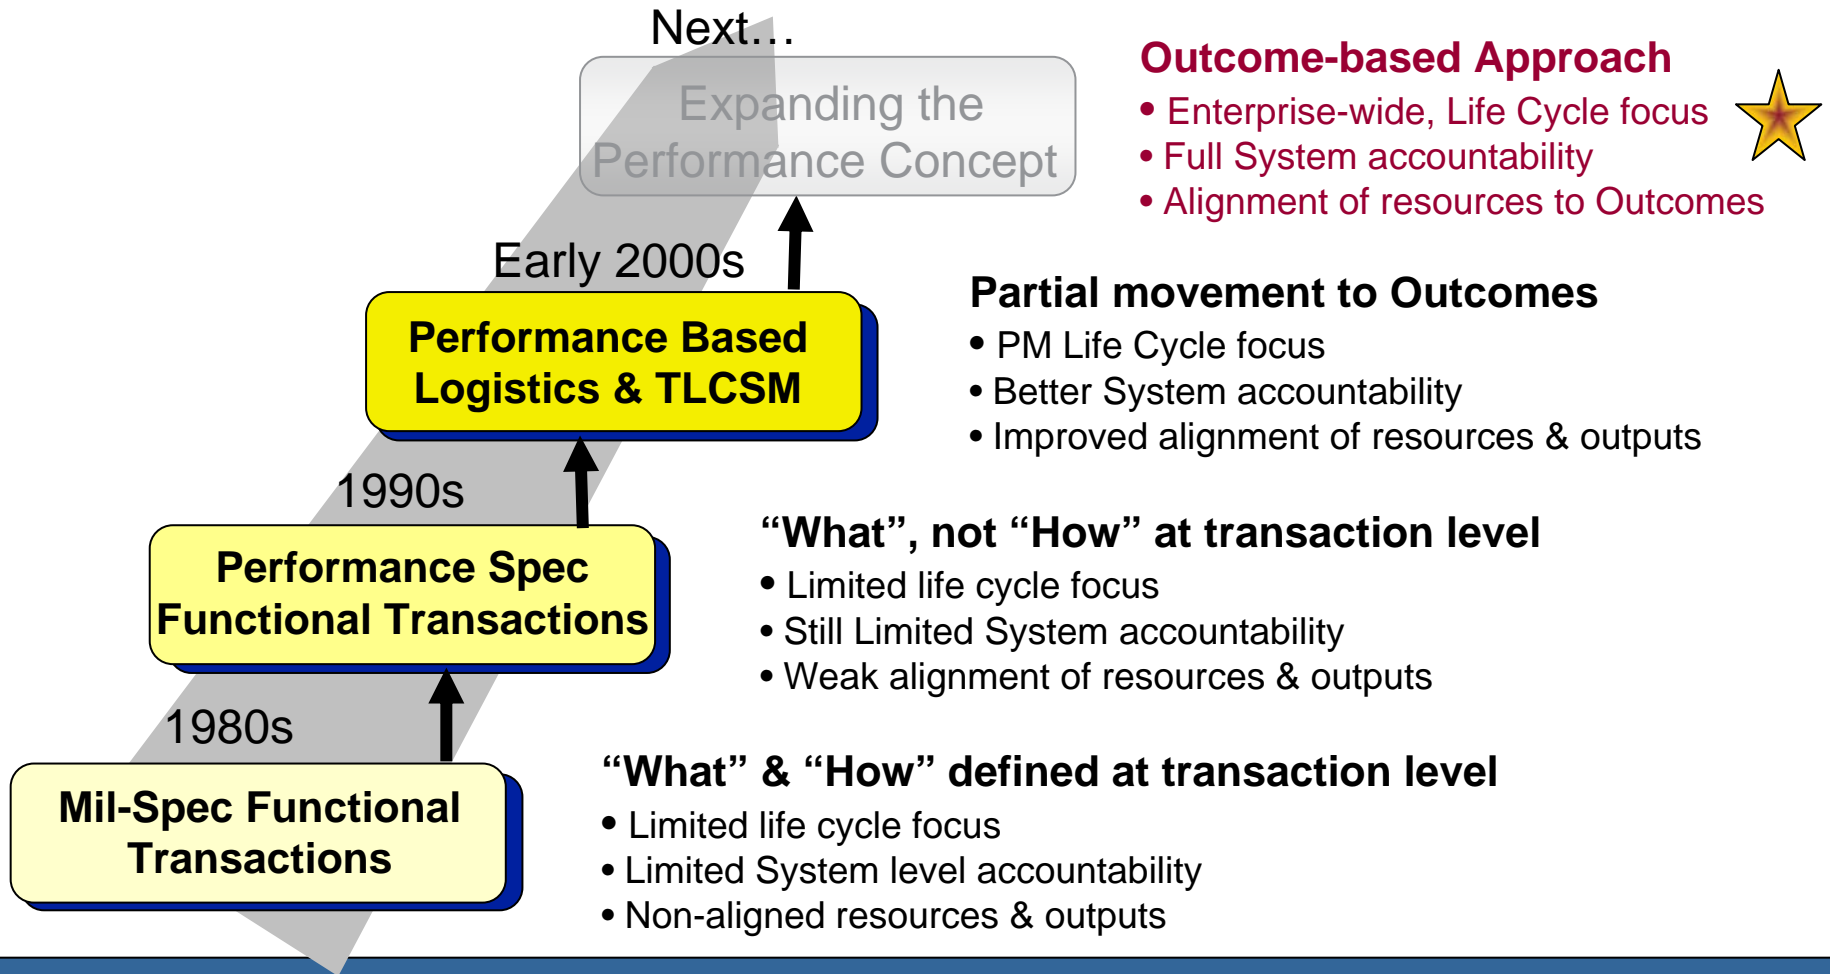 Next…
Expanding the
Performance Concept
Outcome-based Approach
• Enterprise-wide, Life Cycle focus
• Full System accountability
• Alignment of resources to Outcomes
Early 2000s
Performance Based
Logistics & TLCSM
Partial movement to Outcomes
• PM Life Cycle focus
• Better System accountability
• Improved alignment of resources & outputs
1990s
Performance Spec
Functional Transactions
“What”, not “How” at transaction level
• Limited life cycle focus
• Still Limited System accountability
• Weak alignment of resources & outputs
1980s
Mil-Spec Functional
Transactions
“What” & “How” defined at transaction level
• Limited life cycle focus
• Limited System level accountability
• Non-aligned resources & outputs